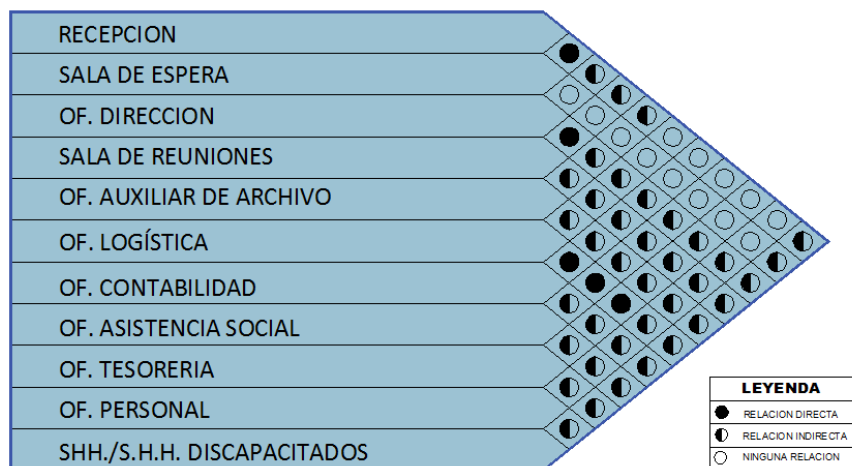 RECEPCION
SALA DE ESPERA
OF. DIRECCION
SALA DE REUNIONES
OF. AUXILIAR DE ARCHIVO
OF. LOGÍSTICA
OF. CONTABILIDAD
OF. ASISTENCIA SOCIAL
OF. TESORERIA
OF. PERSONAL
SHH./S.H.H. DISCAPACITADOS
LEYENDA
RELACION DIRECTA
RELACION INDIRECTA
NINGUNA RELACION